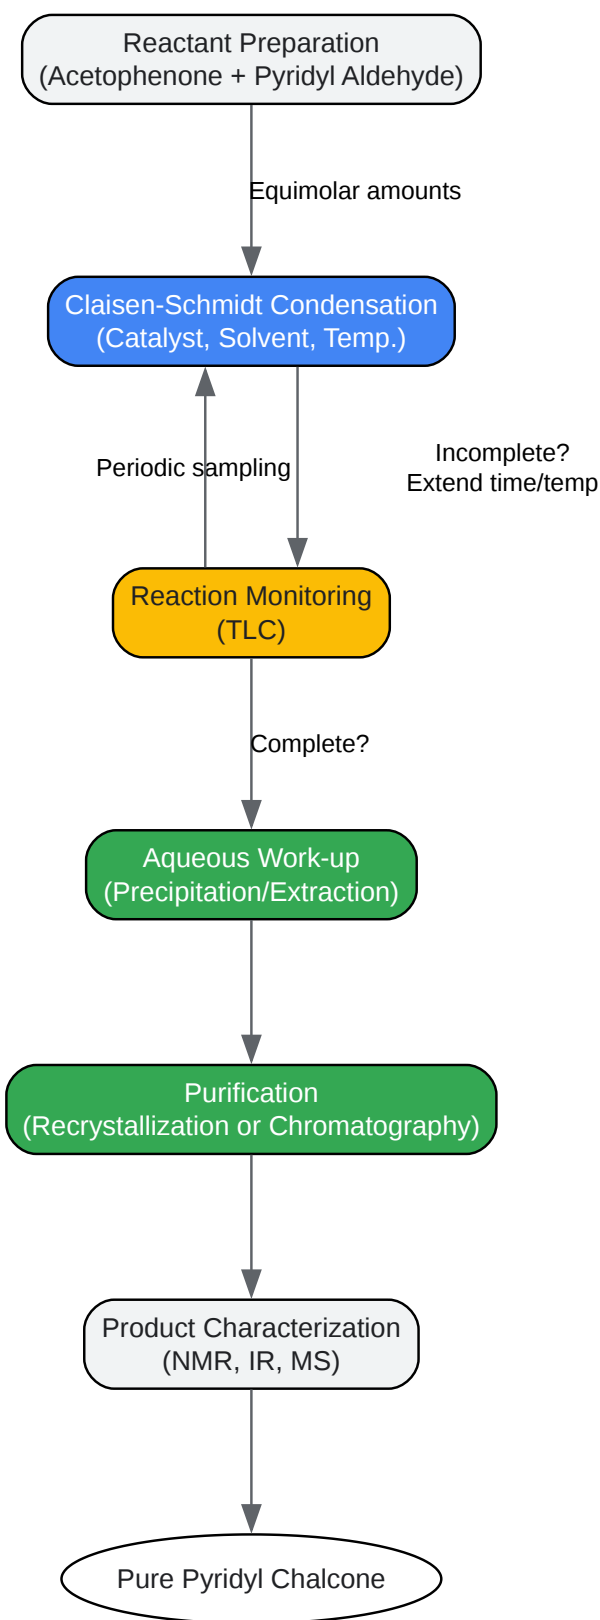 Reactant Preparation
(Acetophenone + Pyridyl Aldehyde)
Equimolar amounts
Claisen-Schmidt Condensation
(Catalyst, Solvent, Temp.)
Periodic sampling
Incomplete?
Extend time/temp
Reaction Monitoring
(TLC)
Complete?
Aqueous Work-up
(Precipitation/Extraction)
Purification
(Recrystallization or Chromatography)
Product Characterization
(NMR, IR, MS)
Pure Pyridyl Chalcone